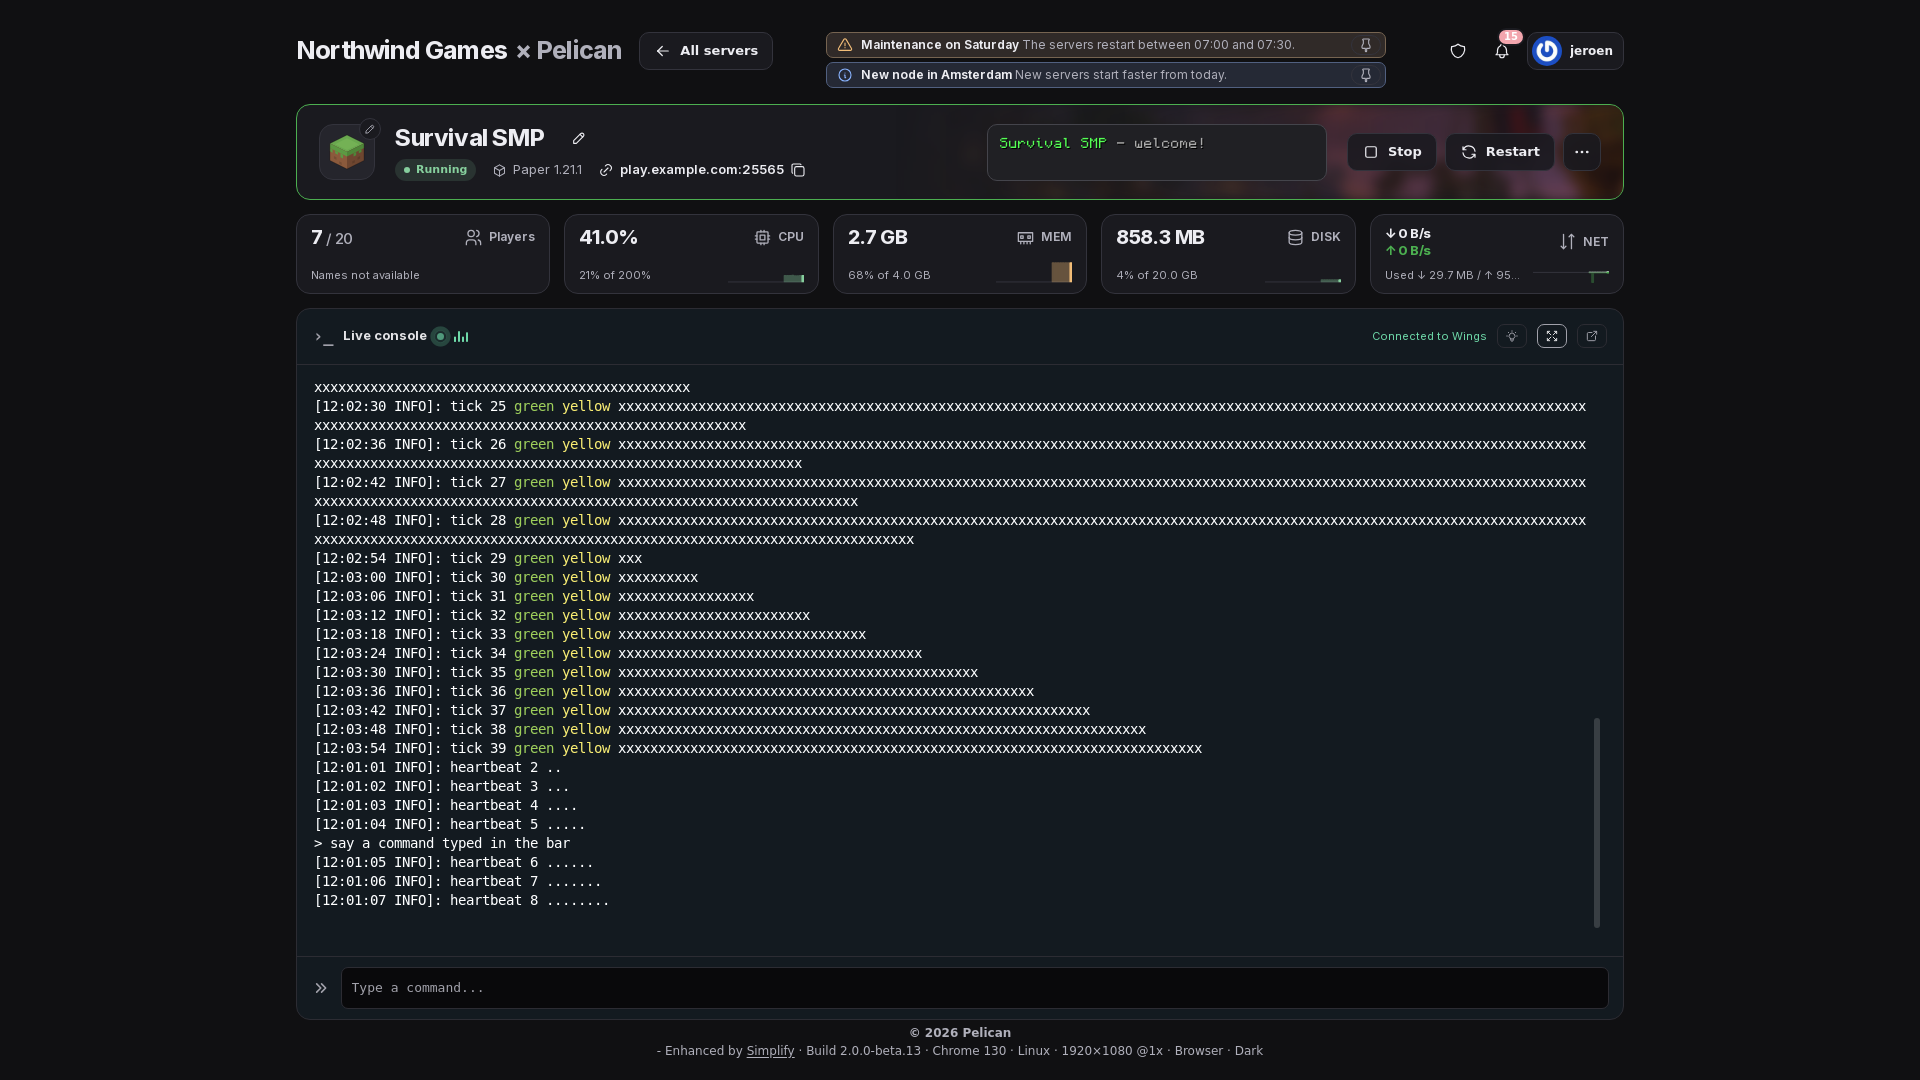 Northwind Games × Pelican
All servers
Maintenance on Saturday The servers restart between 07:00 and 07:30.
New node in Amsterdam New servers start faster from today.
15
jeroen
Survival SMP
Running
Paper 1.21.1
play.example.com:25565
Survival SMP - welcome!
Stop
Restart
7 / 20
Players
Names not available
41.0%
CPU
21% of 200%
2.7 GB
MEM
68% of 4.0 GB
858.3 MB
DISK
4% of 20.0 GB
↓ 0 B/s
↑ 0 B/s
NET
Used ↓ 29.7 MB / ↑ 95...
Live console
Connected to Wings
xxxxxxxxxxxxxxxxxxxxxxxxxxxxxxxxxxxxxxxxxxxxxxx
[12:02:30 INFO]: tick 25 green yellow xxxxxxxxxxxxxxxxxxxxxxxxxxxxxxxxxxxxxxxxxxxxxxxxxxxxxxxxxxxxxxxxxxxxxxxxxxxxxxxxxxxxxxxxxxxxxxxxxxxxxxxxxxxxxxxxxxxxxxxxx
xxxxxxxxxxxxxxxxxxxxxxxxxxxxxxxxxxxxxxxxxxxxxxxxxxxxxx
[12:02:36 INFO]: tick 26 green yellow xxxxxxxxxxxxxxxxxxxxxxxxxxxxxxxxxxxxxxxxxxxxxxxxxxxxxxxxxxxxxxxxxxxxxxxxxxxxxxxxxxxxxxxxxxxxxxxxxxxxxxxxxxxxxxxxxxxxxxxxx
xxxxxxxxxxxxxxxxxxxxxxxxxxxxxxxxxxxxxxxxxxxxxxxxxxxxxxxxxxxxx
[12:02:42 INFO]: tick 27 green yellow xxxxxxxxxxxxxxxxxxxxxxxxxxxxxxxxxxxxxxxxxxxxxxxxxxxxxxxxxxxxxxxxxxxxxxxxxxxxxxxxxxxxxxxxxxxxxxxxxxxxxxxxxxxxxxxxxxxxxxxxx
xxxxxxxxxxxxxxxxxxxxxxxxxxxxxxxxxxxxxxxxxxxxxxxxxxxxxxxxxxxxxxxxxxxx
[12:02:48 INFO]: tick 28 green yellow xxxxxxxxxxxxxxxxxxxxxxxxxxxxxxxxxxxxxxxxxxxxxxxxxxxxxxxxxxxxxxxxxxxxxxxxxxxxxxxxxxxxxxxxxxxxxxxxxxxxxxxxxxxxxxxxxxxxxxxxx
xxxxxxxxxxxxxxxxxxxxxxxxxxxxxxxxxxxxxxxxxxxxxxxxxxxxxxxxxxxxxxxxxxxxxxxxxxx
[12:02:54 INFO]: tick 29 green yellow xxx
[12:03:00 INFO]: tick 30 green yellow xxxxxxxxxx
[12:03:06 INFO]: tick 31 green yellow xxxxxxxxxxxxxxxxx
[12:03:12 INFO]: tick 32 green yellow xxxxxxxxxxxxxxxxxxxxxxxx
[12:03:18 INFO]: tick 33 green yellow xxxxxxxxxxxxxxxxxxxxxxxxxxxxxxx
[12:03:24 INFO]: tick 34 green yellow xxxxxxxxxxxxxxxxxxxxxxxxxxxxxxxxxxxxxx
[12:03:30 INFO]: tick 35 green yellow xxxxxxxxxxxxxxxxxxxxxxxxxxxxxxxxxxxxxxxxxxxxx
[12:03:36 INFO]: tick 36 green yellow xxxxxxxxxxxxxxxxxxxxxxxxxxxxxxxxxxxxxxxxxxxxxxxxxxxx
[12:03:42 INFO]: tick 37 green yellow xxxxxxxxxxxxxxxxxxxxxxxxxxxxxxxxxxxxxxxxxxxxxxxxxxxxxxxxxxx
[12:03:48 INFO]: tick 38 green yellow xxxxxxxxxxxxxxxxxxxxxxxxxxxxxxxxxxxxxxxxxxxxxxxxxxxxxxxxxxxxxxxxxx
[12:03:54 INFO]: tick 39 green yellow xxxxxxxxxxxxxxxxxxxxxxxxxxxxxxxxxxxxxxxxxxxxxxxxxxxxxxxxxxxxxxxxxxxxxxxxx
[12:01:01 INFO]: heartbeat 2 ..
[12:01:02 INFO]: heartbeat 3 ...
[12:01:03 INFO]: heartbeat 4 ....
[12:01:04 INFO]: heartbeat 5 .....
> say a command typed in the bar
[12:01:05 INFO]: heartbeat 6 ......
[12:01:06 INFO]: heartbeat 7 .......
[12:01:07 INFO]: heartbeat 8 ........
Type a command...
© 2026 Pelican
- Enhanced by Simplify · Build 2.0.0-beta.13 · Chrome 130 · Linux · 1920×1080 @1x · Browser · Dark